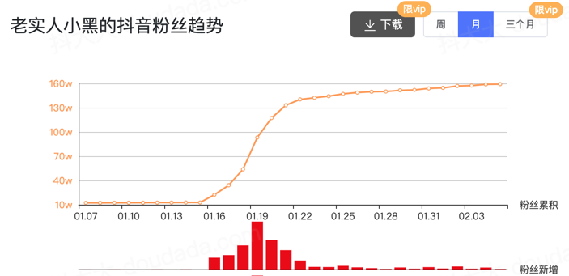 老实人小黑的抖音粉丝趋势
下载
限vip
周
月
三个月
限vip
160w
130w
100w
70w
40w
10w
01.07 01.10 01.13 01.16 01.19 01.22 01.25 01.28 01.31 02.03
粉丝累积
粉丝新增